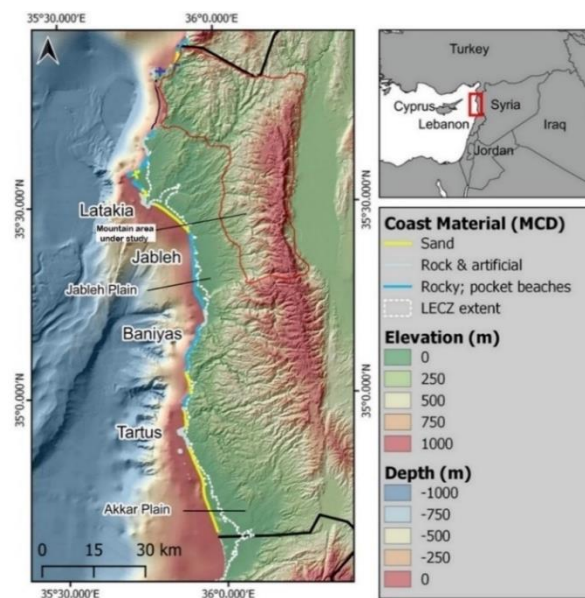 35°30.000'E
36°0.000'E
35°30.000'N
35°30.000'N
Latakia
Mountain area
under study
Jableh
Jableh Plain
Baniyas
35°0.000'N
35°0.000'N
Tartus
Akkar Plain
0 15 30 km
35°30.000'E
36°0.000'E
Turkey
Cyprus
Syria
Lebanon
Iraq
Jordan
Coast Material (MCD)
Sand
Rock & artificial
Rocky; pocket beaches
LECZ extent
Elevation (m)
0
250
500
750
1000
Depth (m)
-1000
-750
-500
-250
0